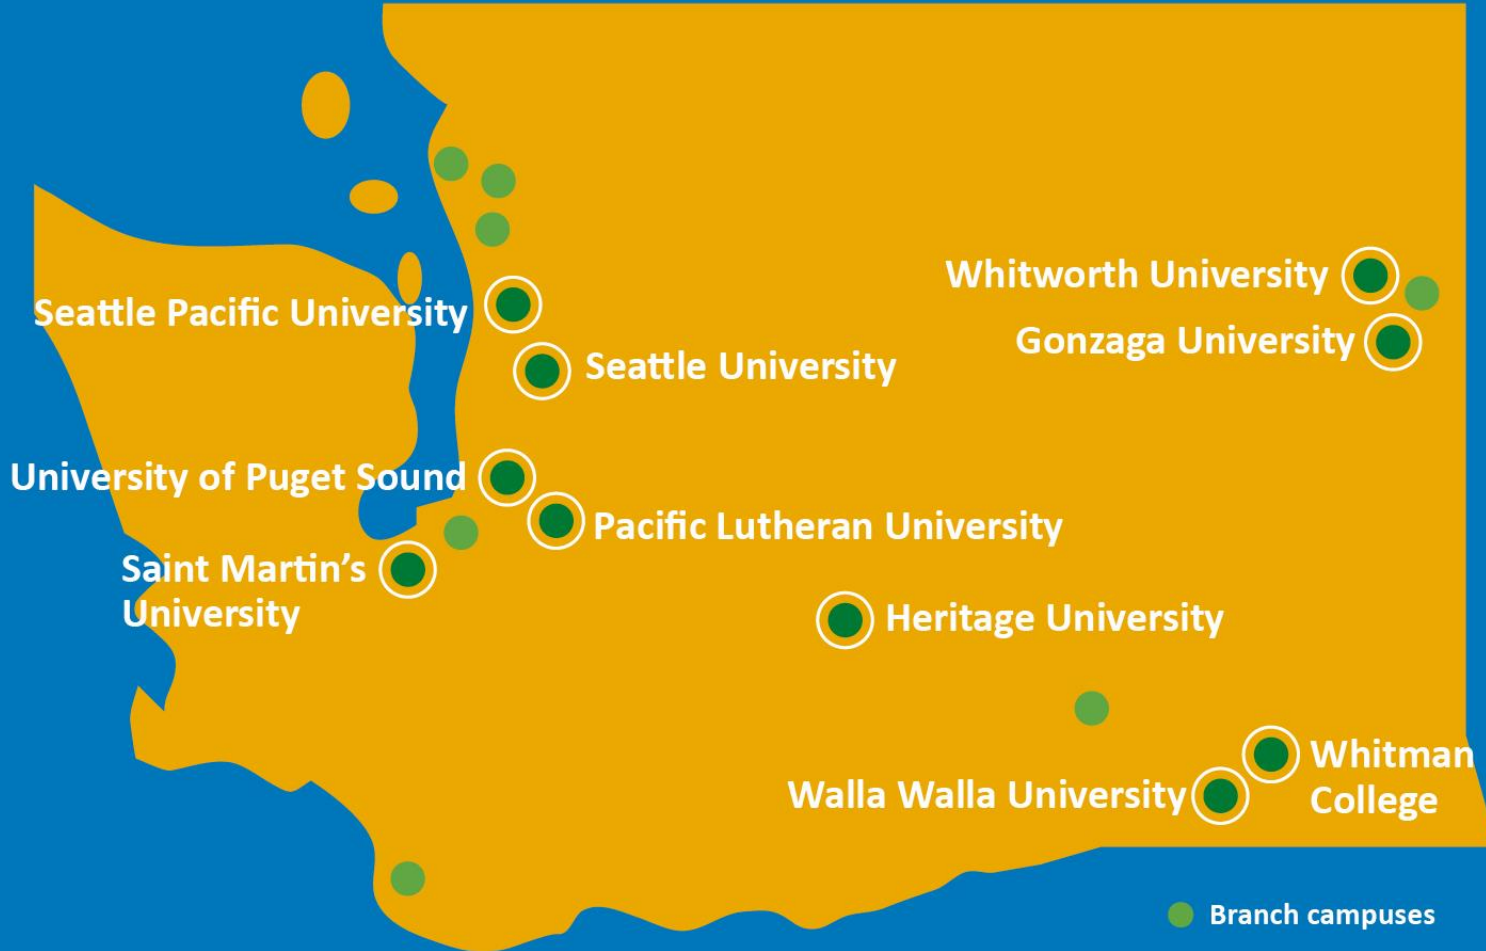 Whitworth University
Seattle Pacific University
Gonzaga University
Seattle University
University of Puget Sound
Pacific Lutheran University
Saint Martin’s
University
Heritage University
Whitman
College
Walla Walla University
Branch campuses